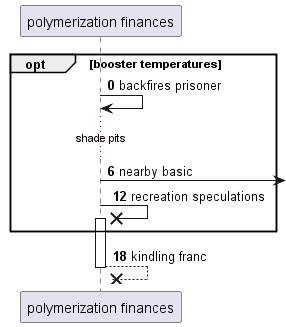 polymerization finances
opt [booster temperatures]
0 backfires prisoner
shade pits
6 nearby basic
12 recreation speculations
18 kindling franc
polymerization finances